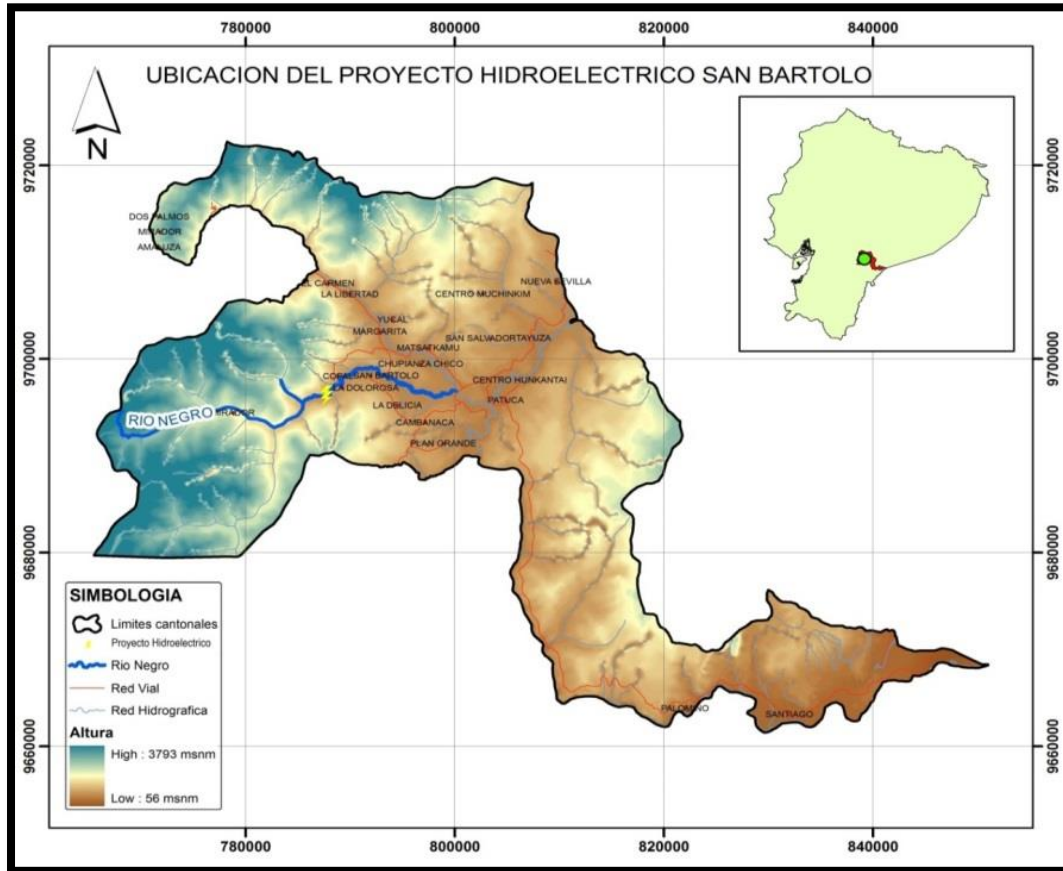 780000 800000 820000 840000
UBICACION DEL PROYECTO HIDROELECTRICO SAN BARTOLO
N
9720000 9720000
DOS PALMOS
MIRADOR
AMALUZA
EL CARMEN
NUEVA SEVILLA
LA LIBERTAD
CENTRO MUCHINKIM
YUCAL
MARGARITA
SAN SALVADOR TAYUZA
MATSATKAMU
9700000 9700000
CHUPIANZA CHICO
COPAL SAN BARTOLO
CENTRO HUNKANTAI
LA DOLOROSA
PATUCA
LA DELICIA
RIO NEGRO
MIRADOR
CAMBANACA
PLAN GRANDE
9680000 9680000
SIMBOLOGIA
Limites cantonales
Proyecto Hidroelectrico
Rio Negro
Red Vial
Red Hidrografica
Altura
High : 3793 msnm
Low : 56 msnm
PALOMINO
SANTIAGO
9660000 9660000
780000 800000 820000 840000